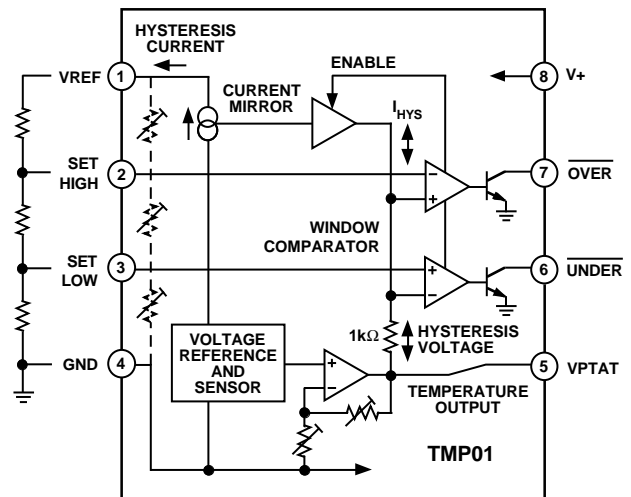 HYSTERESIS
CURRENT
VREF
1
CURRENT
MIRROR
ENABLE
8
V+
IHYS
SET
HIGH
2
7
OVER
WINDOW
COMPARATOR
SET
LOW
3
6
UNDER
1kΩ
HYSTERESIS
VOLTAGE
GND
4
VOLTAGE
REFERENCE
AND
SENSOR
5
VPTAT
TEMPERATURE
OUTPUT
TMP01